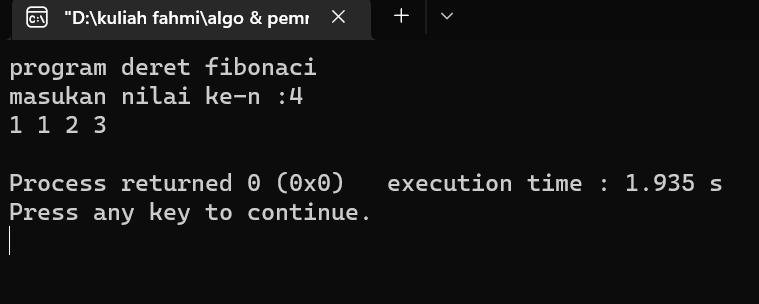 "D:\kuliah fahmi\algo & pemr
program deret fibonaci
masukan nilai ke-n :4
1 1 2 3
Process returned 0 (0x0)   execution time : 1.935 s
Press any key to continue.